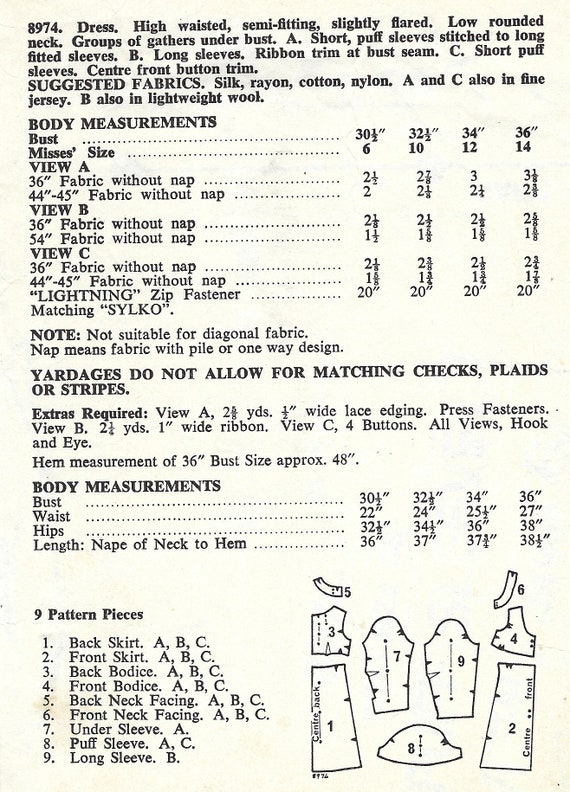 8974. Dress. High waisted, semi-fitting, slightly flared. Low rounded
neck. Groups of gathers under bust. A. Short, puff sleeves stitched to long
fitted sleeves. B. Long sleeves. Ribbon trim at bust seam. C. Short puff
sleeves. Centre front button trim.
SUGGESTED FABRICS. Silk, rayon, cotton, nylon. A and C also in fine
jersey. B also in lightweight wool.
BODY MEASUREMENTS
Bust .......... 30½″ 32½″ 34″ 36″
Misses' Size .......... 6 10 12 14
VIEW A
36″ Fabric without nap .......... 2½ 2⅞ 3 3⅛
44″-45″ Fabric without nap .......... 2 2⅛ 2¼ 2⅜
VIEW B
36″ Fabric without nap .......... 2⅛ 2½ 2½ 2⅝
54″ Fabric without nap .......... 1½ 1⅝ 1⅝ 1⅝
VIEW C
36″ Fabric without nap .......... 2⅛ 2⅜ 2½ 2¾
44″-45″ Fabric without nap .......... 1⅝ 1¾ 1¾ 1⅞
“LIGHTNING” Zip Fastener .......... 20″ 20″ 20″ 20″
Matching “SYLKO”.
NOTE: Not suitable for diagonal fabric.
Nap means fabric with pile or one way design.
YARDAGES DO NOT ALLOW FOR MATCHING CHECKS, PLAIDS
OR STRIPES.
Extras Required: View A, 2⅝ yds. ½″ wide lace edging. Press Fasteners.
View B. 2¼ yds. 1″ wide ribbon. View C, 4 Buttons. All Views, Hook
and Eye.
Hem measurement of 36″ Bust Size approx. 48″.
BODY MEASUREMENTS
Bust .......... 30½″ 32½″ 34″ 36″
Waist .......... 22″ 24″ 25½″ 27″
Hips .......... 32½″ 34½″ 36″ 38″
Length: Nape of Neck to Hem .......... 36″ 37″ 37¾″ 38½″
9 Pattern Pieces
1. Back Skirt. A, B, C.
2. Front Skirt. A, B, C.
3. Back Bodice. A, B, C.
4. Front Bodice. A, B, C.
5. Back Neck Facing. A, B, C.
6. Front Neck Facing. A, B, C.
7. Under Sleeve. A.
8. Puff Sleeve. A, C.
9. Long Sleeve. B.
5
6
3
4
7
9
Centre back
1
8
2
Centre front
8974